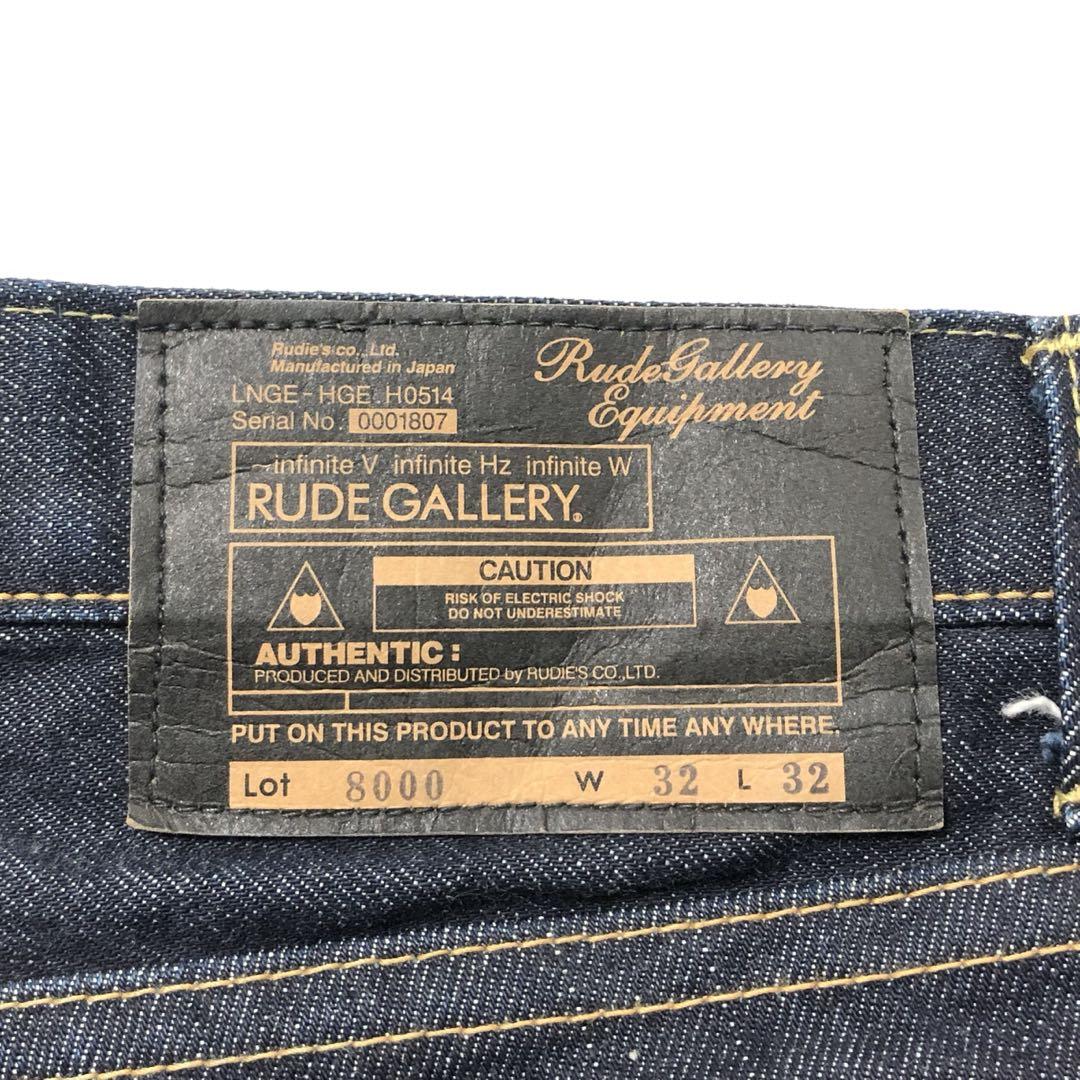 Rudie's co.,Ltd.
Manufactured in Japan
LNGE-HGE H0514
Serial No. 0001807
RudeGallery
Equipment
~infinite V infinite Hz infinite W
RUDE GALLERY®
CAUTION
RISK OF ELECTRIC SHOCK
DO NOT UNDERESTIMATE
AUTHENTIC :
PRODUCED AND DISTRIBUTED by RUDIE'S CO.,LTD.
PUT ON THIS PRODUCT TO ANY TIME ANY WHERE.
Lot 8000 W 32 L 32